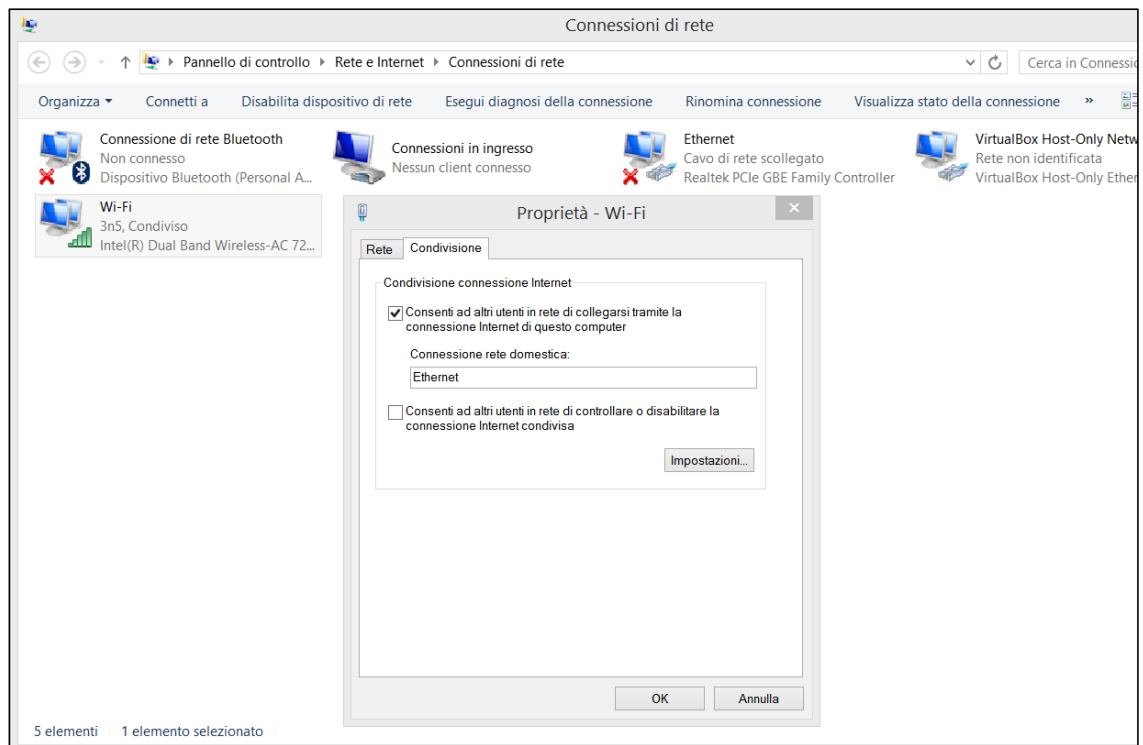 Connessioni di rete
Pannello di controllo Rete e Internet Connessioni di rete
Cerca in Connessio
Organizza Connetti a Disabilita dispositivo di rete Esegui diagnosi della connessione Rinomina connessione Visualizza stato della connessione »
Connessione di rete Bluetooth
Non connesso
Dispositivo Bluetooth (Personal A...
Connessioni in ingresso
Nessun client connesso
Ethernet
Cavo di rete scollegato
Realtek PCIe GBE Family Controller
VirtualBox Host-Only Netw
Rete non identificata
VirtualBox Host-Only Ether
Wi-Fi
3n5, Condiviso
Intel(R) Dual Band Wireless-AC 72...
Proprietà - Wi-Fi
Rete Condivisione
Condivisione connessione Internet
Consenti ad altri utenti in rete di collegarsi tramite la
connessione Internet di questo computer
Connessione rete domestica:
Ethernet
Consenti ad altri utenti in rete di controllare o disabilitare la
connessione Internet condivisa
Impostazioni...
OK Annulla
5 elementi 1 elemento selezionato